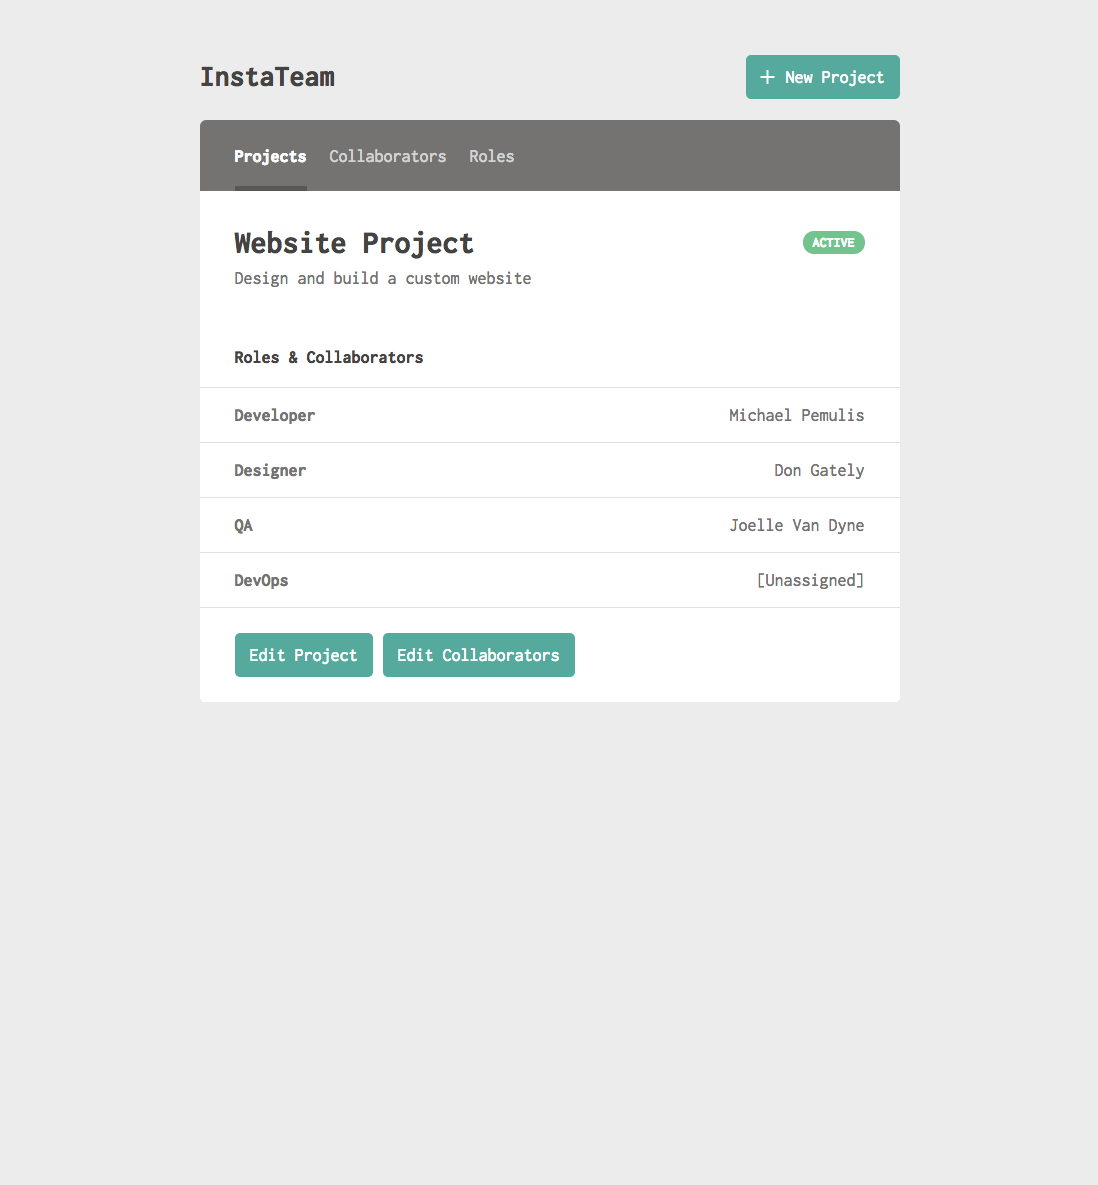 InstaTeam
+ New Project
Projects Collaborators Roles
Website Project
ACTIVE
Design and build a custom website
Roles & Collaborators
Developer Michael Pemulis
Designer Don Gately
QA Joelle Van Dyne
DevOps [Unassigned]
Edit Project Edit Collaborators